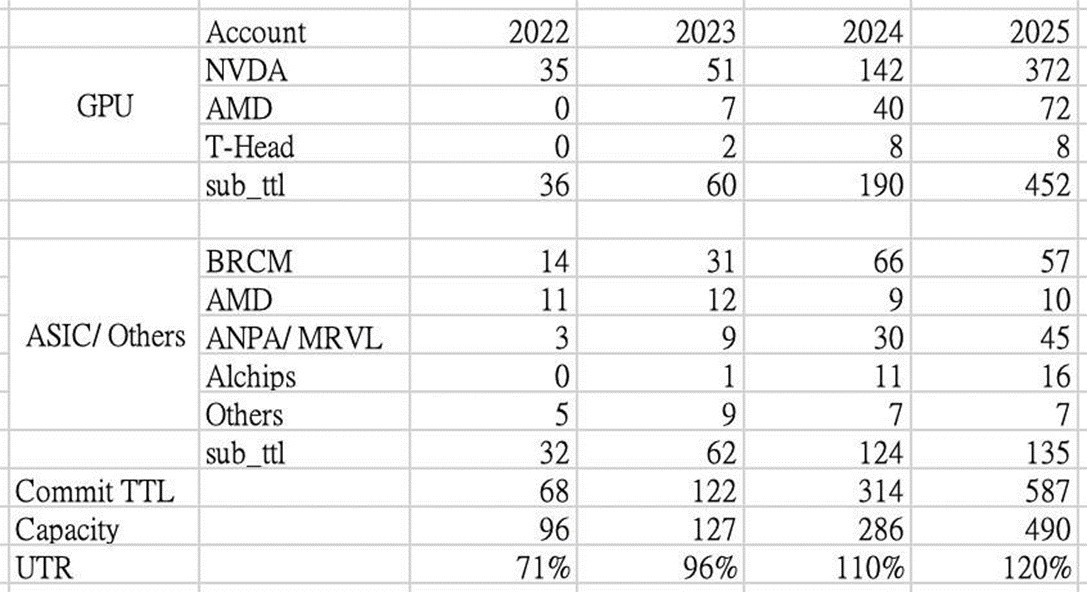 Account 2022 2023 2024 2025
GPU
NVDA 35 51 142 372
AMD 0 7 40 72
T-Head 0 2 8 8
sub_ttl 36 60 190 452
ASIC/ Others
BRCM 14 31 66 57
AMD 11 12 9 10
ANPA/ MRVL 3 9 30 45
Alchips 0 1 11 16
Others 5 9 7 7
sub_ttl 32 62 124 135
Commit TTL 68 122 314 587
Capacity 96 127 286 490
UTR 71% 96% 110% 120%